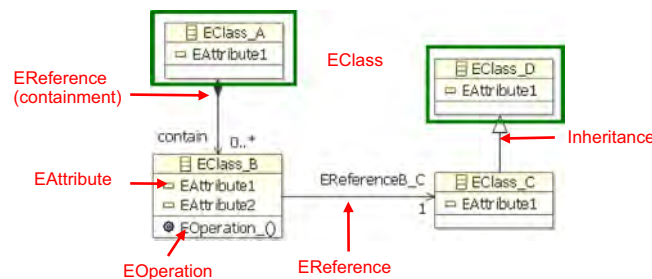 EClass_A
EAttribute1
EClass
EClass_D
EAttribute1
EReference
(containment)
contain
0..*
Inheritance
EClass_B
EAttribute1
EAttribute2
EOperation_()
EAttribute
EReferenceB_C
1
EClass_C
EAttribute1
EOperation
EReference